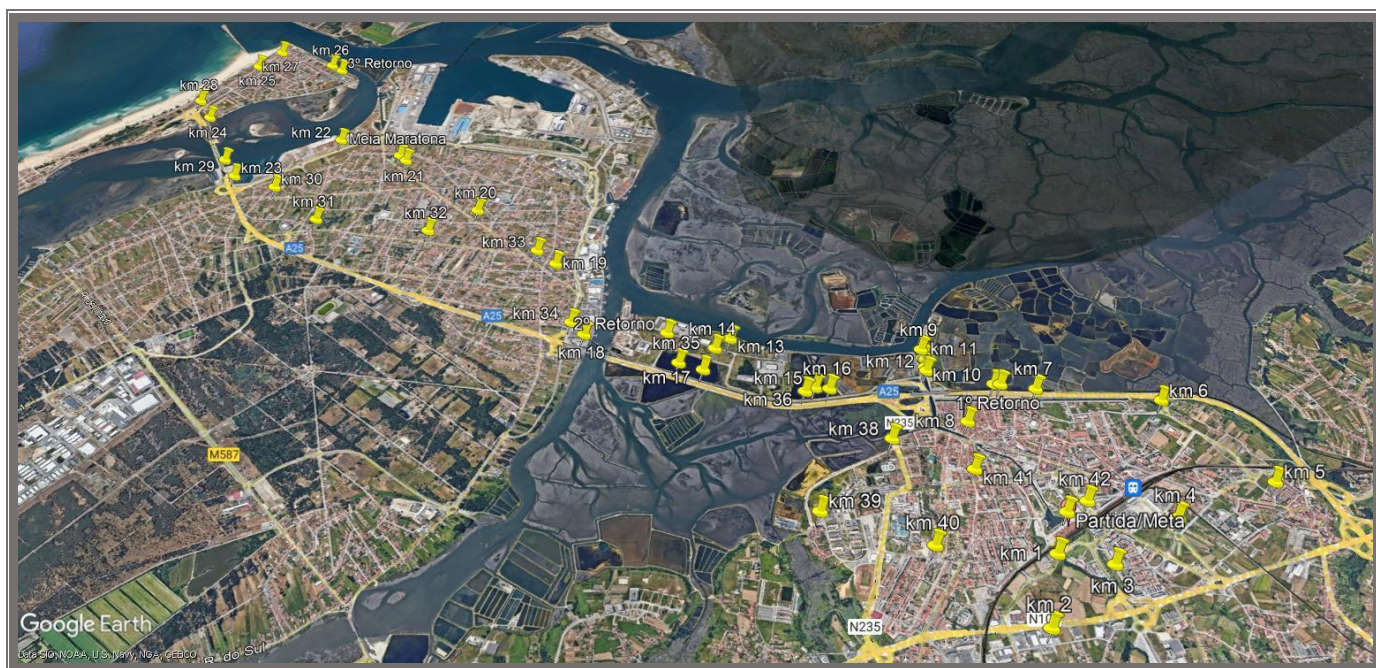 km 26
3º Retorno
km 27
km 25
km 28
km 24
km 22
Meia Maratona
km 21
km 29
km 23
km 30
km 31
km 20
km 32
km 33
km 19
A25
A25
km 34
2º Retorno
km 18
km 14
km 13
km 35
km 17
km 15
km 16
km 36
km 9
km 11
km 12
km 10
km 7
A25
km 6
1º Retorno
km 8
N235
km 38
M587
km 41
km 5
km 42
km 4
km 39
Partida/Meta
km 40
km 1
km 3
km 2
N10
N235
Google Earth
Data SIO, NOAA, U.S. Navy, NGA, GEBCO
R. do Sul